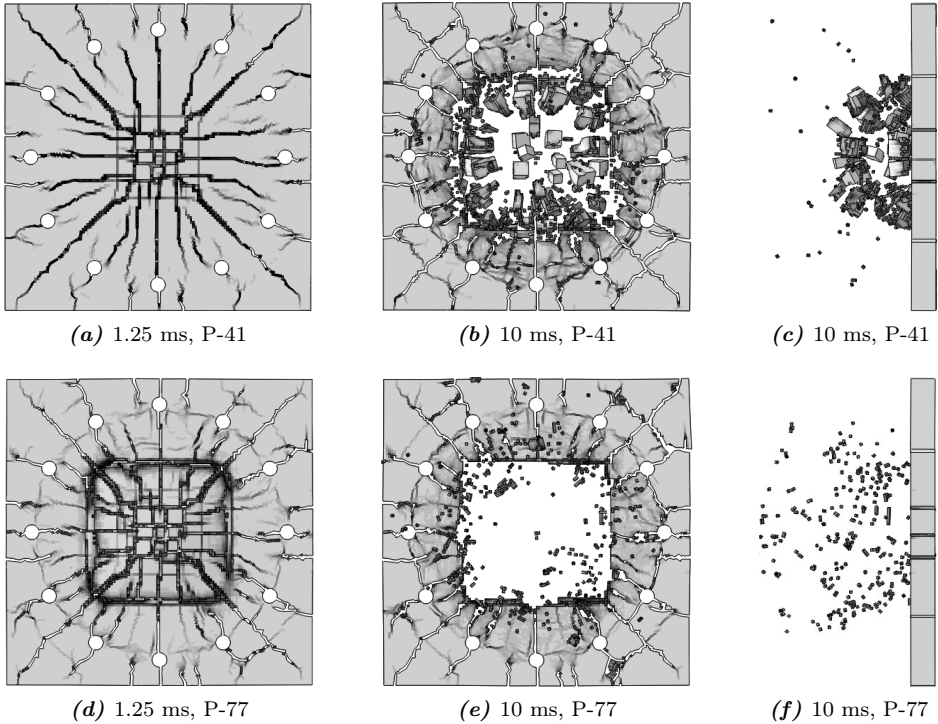 (a) 1.25 ms, P-41
(b) 10 ms, P-41
(c) 10 ms, P-41
(d) 1.25 ms, P-77
(e) 10 ms, P-77
(f) 10 ms, P-77